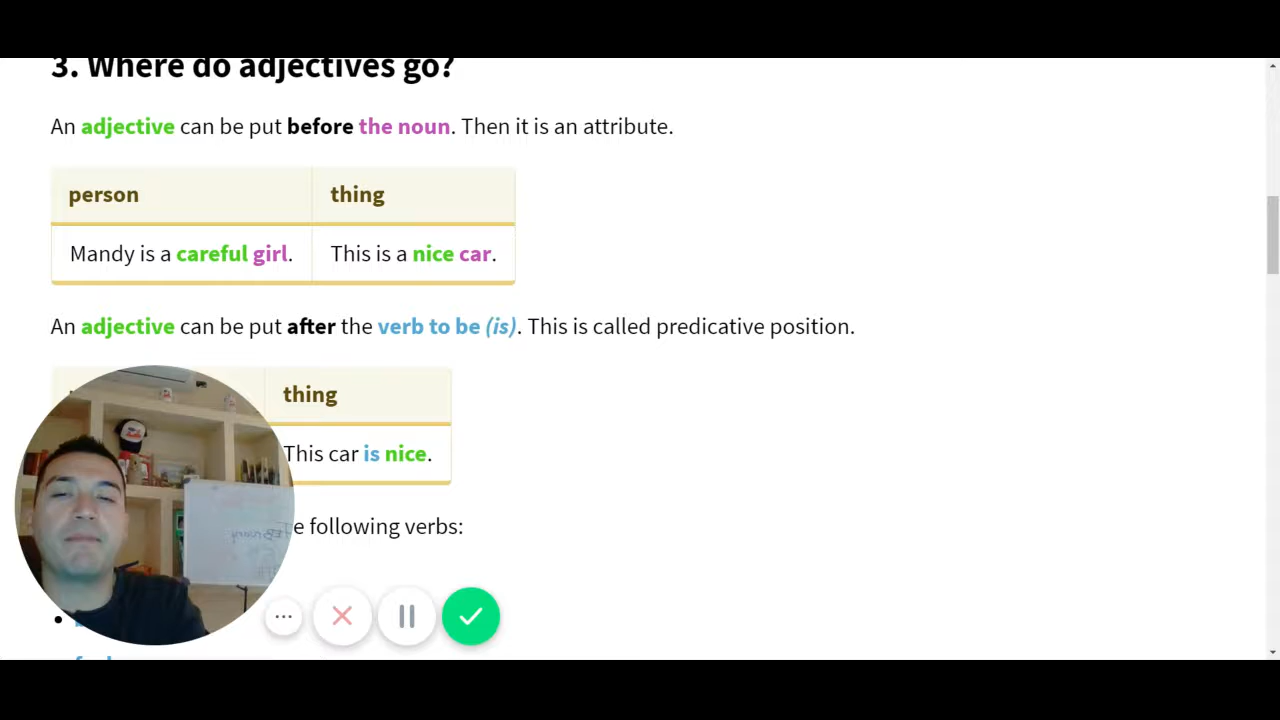 3. Where do adjectives go?
An adjective can be put before the noun. Then it is an attribute.
person thing
Mandy is a careful girl. This is a nice car.
An adjective can be put after the verb to be (is). This is called predicative position.
thing
This car is nice.
following verbs: